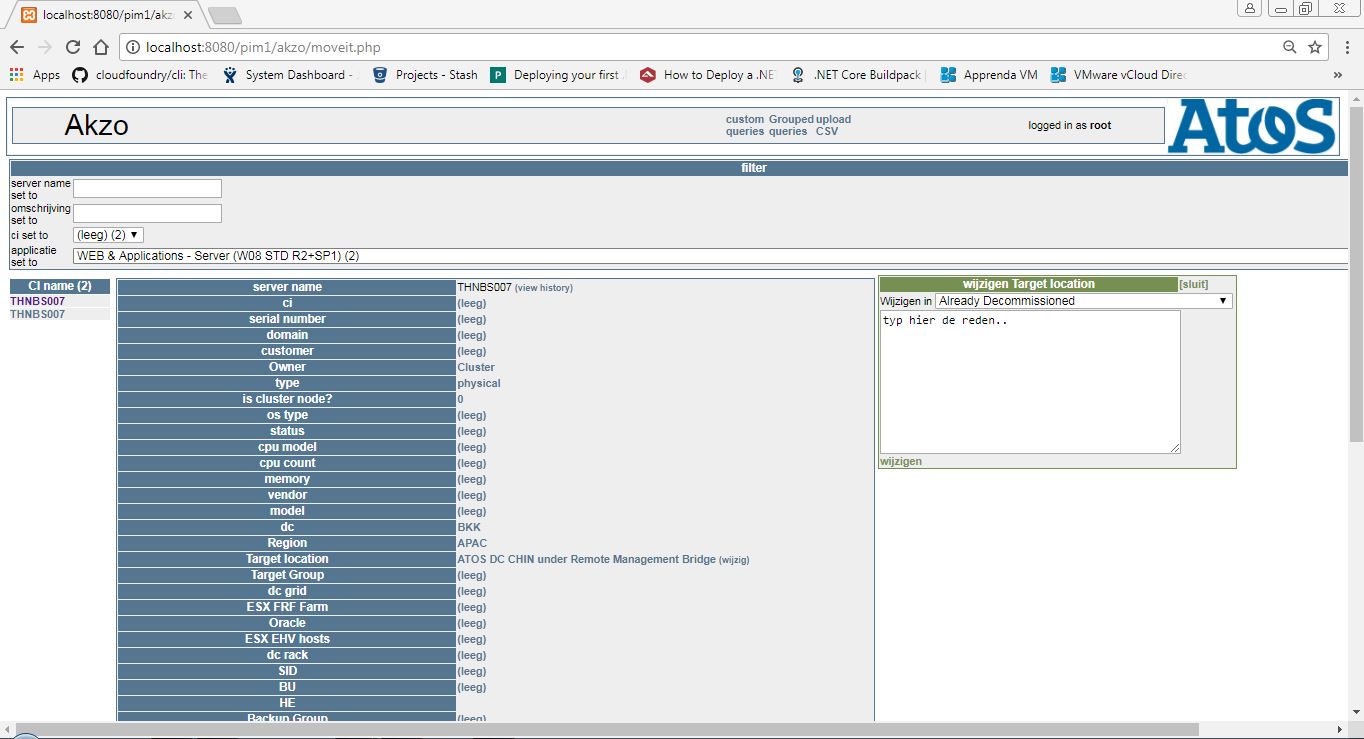 localhost:8080/pim1/akz
localhost:8080/pim1/akzo/moveit.php
Apps cloudfoundry/cli: The System Dashboard - Projects - Stash Deploying your first How to Deploy a .NET .NET Core Buildpack Apprenda VM VMware vCloud Direc »
Akzo
custom Grouped upload
queries queries CSV
logged in as root
Atos
filter
server name
set to
omschrijving
set to
ci set to (leeg) (2)
applicatie
set to WEB & Applications - Server (W08 STD R2+SP1) (2)
CI name (2)
THNBS007
THNBS007
server name THNBS007 (view history)
ci (leeg)
serial number (leeg)
domain (leeg)
customer (leeg)
Owner Cluster
type physical
is cluster node? 0
os type (leeg)
status (leeg)
cpu model (leeg)
cpu count (leeg)
memory (leeg)
vendor (leeg)
model (leeg)
dc BKK
Region APAC
Target location ATOS DC CHIN under Remote Management Bridge (wijzig)
Target Group (leeg)
dc grid (leeg)
ESX FRF Farm (leeg)
Oracle (leeg)
ESX EHV hosts (leeg)
dc rack (leeg)
SID (leeg)
BU (leeg)
HE
Backup Group (leeg)
wijzigen Target location [sluit]
Wijzigen in Already Decommissioned
typ hier de reden..
wijzigen